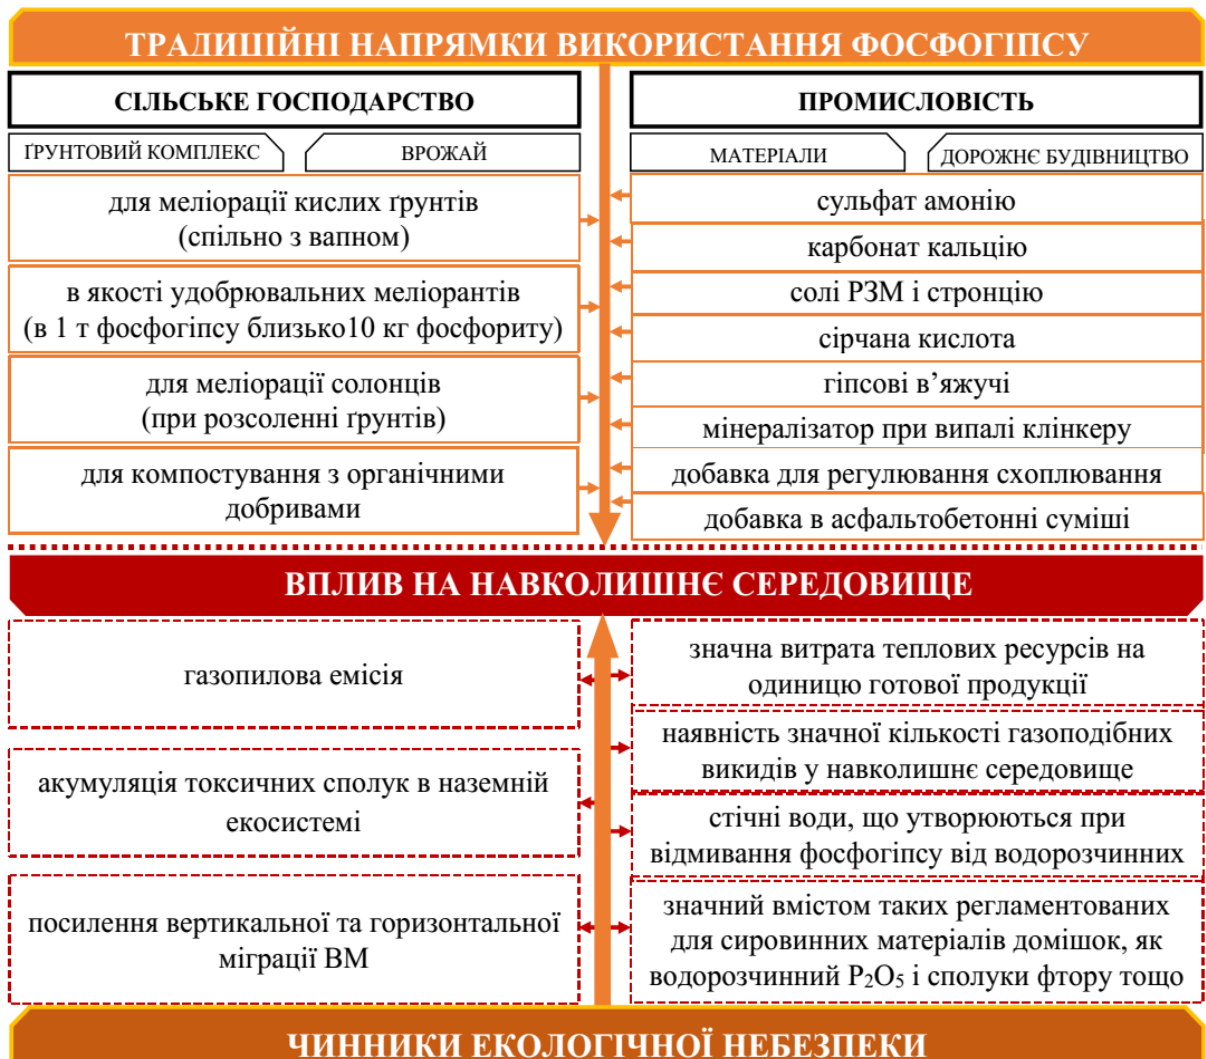 ТРАДИЦІЙНІ НАПРЯМКИ ВИКОРИСТАННЯ ФОСФОГІПСУ
СІЛЬСЬКЕ ГОСПОДАРСТВО
ҐРУНТОВИЙ КОМПЛЕКС
ВРОЖАЙ
для меліорації кислих ґрунтів
(спільно з вапном)
в якості удобрювальних меліорантів
(в 1 т фосфогіпсу близько10 кг фосфориту)
для меліорації солонців
(при розсоленні ґрунтів)
для компостування з органічними
добривами
ПРОМИСЛОВІСТЬ
МАТЕРІАЛИ
ДОРОЖНЄ БУДІВНИЦТВО
сульфат амонію
карбонат кальцію
солі РЗМ і стронцію
сірчана кислота
гіпсові в’яжучі
мінералізатор при випалі клінкеру
добавка для регулювання схоплювання
добавка в асфальтобетонні суміші
ВПЛИВ НА НАВКОЛИШНЄ СЕРЕДОВИЩЕ
газопилова емісія
акумуляція токсичних сполук в наземній
екосистемі
посилення вертикальної та горизонтальної
міграції ВМ
значна витрата теплових ресурсів на
одиницю готової продукції
наявність значної кількості газоподібних
викидів у навколишнє середовище
стічні води, що утворюються при
відмивання фосфогіпсу від водорозчинних
значний вмістом таких регламентованих
для сировинних матеріалів домішок, як
водорозчинний P₂O₅ і сполуки фтору тощо
ЧИННИКИ ЕКОЛОГІЧНОЇ НЕБЕЗПЕКИ